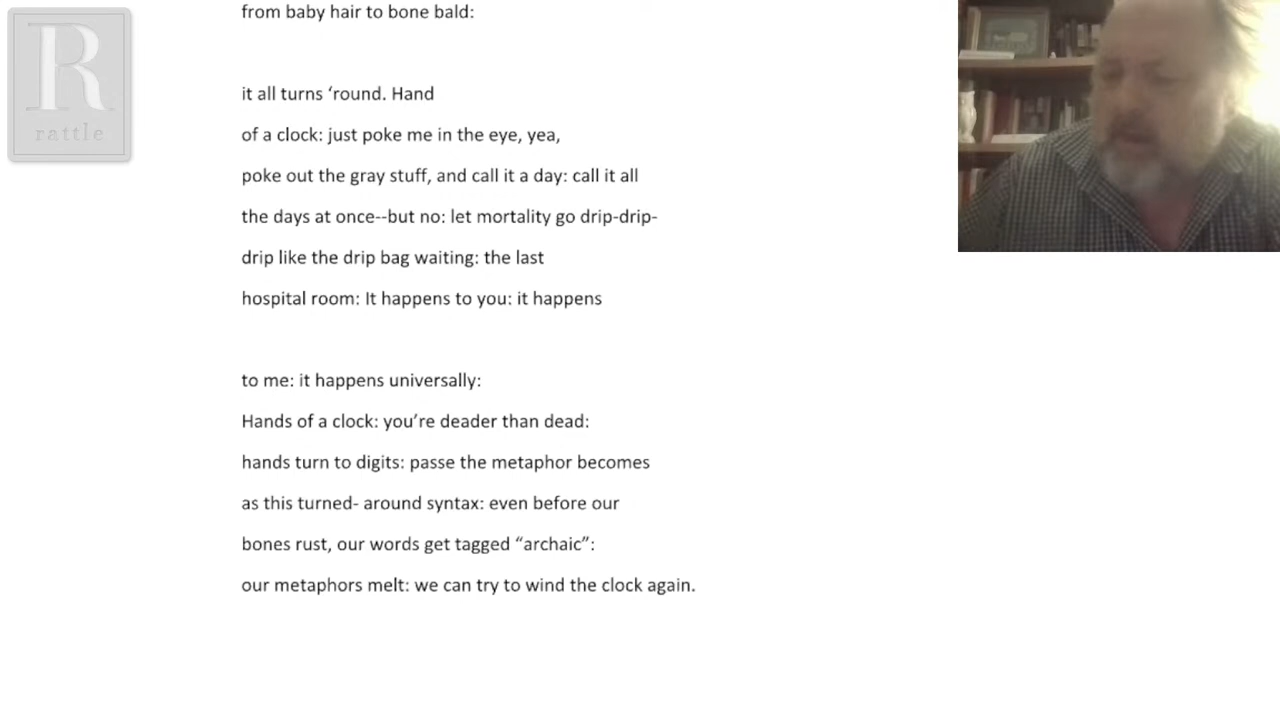 R
rattle
from baby hair to bone bald:
it all turns ‘round. Hand
of a clock: just poke me in the eye, yea,
poke out the gray stuff, and call it a day: call it all
the days at once--but no: let mortality go drip-drip-
drip like the drip bag waiting: the last
hospital room: It happens to you: it happens
to me: it happens universally:
Hands of a clock: you’re deader than dead:
hands turn to digits: passe the metaphor becomes
as this turned- around syntax: even before our
bones rust, our words get tagged “archaic”:
our metaphors melt: we can try to wind the clock again.